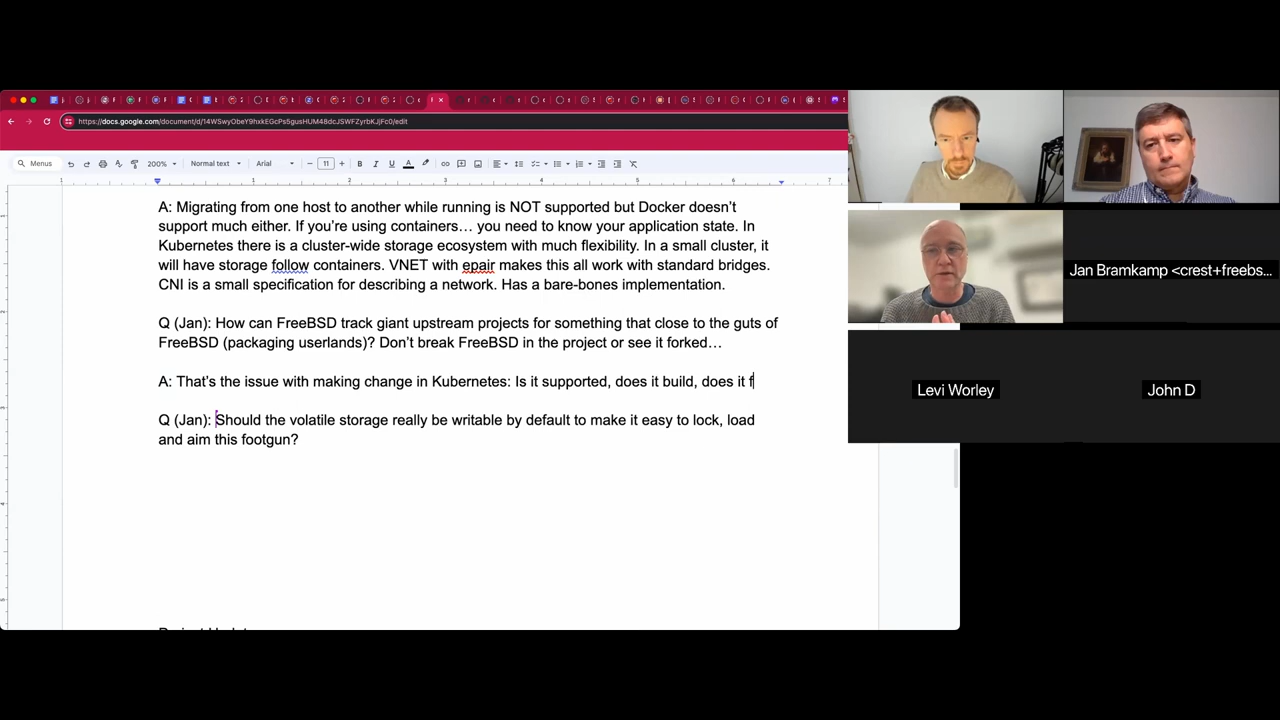 https://docs.google.com/document/d/14WSwyObeY9hxkEGcPs5gusHUM48dcJSWFZyrbKJjFc0/edit
Menus
200%
Normal text
Arial
11
1 1 2 3 4 5 6 7
A: Migrating from one host to another while running is NOT supported but Docker doesn’t
support much either. If you’re using containers… you need to know your application state. In
Kubernetes there is a cluster-wide storage ecosystem with much flexibility. In a small cluster, it
will have storage follow containers. VNET with epair makes this all work with standard bridges.
CNI is a small specification for describing a network. Has a bare-bones implementation.
Q (Jan): How can FreeBSD track giant upstream projects for something that close to the guts of
FreeBSD (packaging userlands)? Don’t break FreeBSD in the project or see it forked…
A: That’s the issue with making change in Kubernetes: Is it supported, does it build, does it f
Q (Jan): Should the volatile storage really be writable by default to make it easy to lock, load
and aim this footgun?
Jan Bramkamp <crest+freebs...
Levi Worley
John D